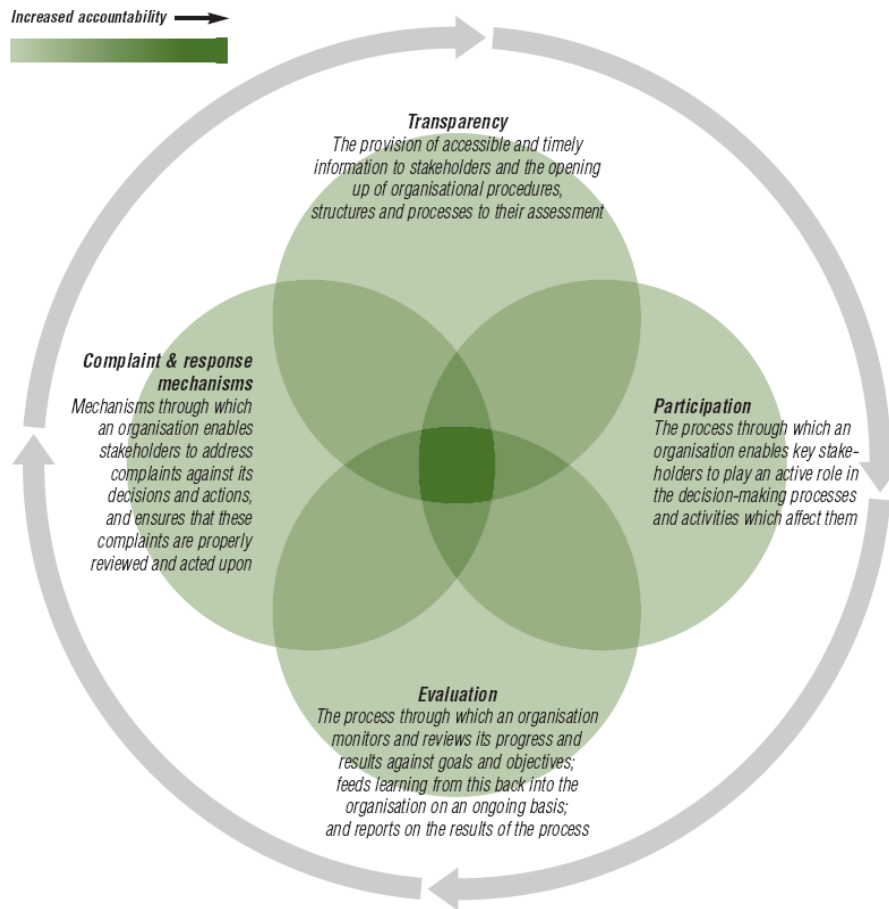 Increased accountability
Transparency
The provision of accessible and timely
information to stakeholders and the opening
up of organisational procedures,
structures and processes to their assessment
Complaint & response
mechanisms
Mechanisms through which
an organisation enables
stakeholders to address
complaints against its
decisions and actions,
and ensures that these
complaints are properly
reviewed and acted upon
Participation
The process through which an
organisation enables key stake-
holders to play an active role in
the decision-making processes
and activities which affect them
Evaluation
The process through which an organisation
monitors and reviews its progress and
results against goals and objectives;
feeds learning from this back into the
organisation on an ongoing basis;
and reports on the results of the process